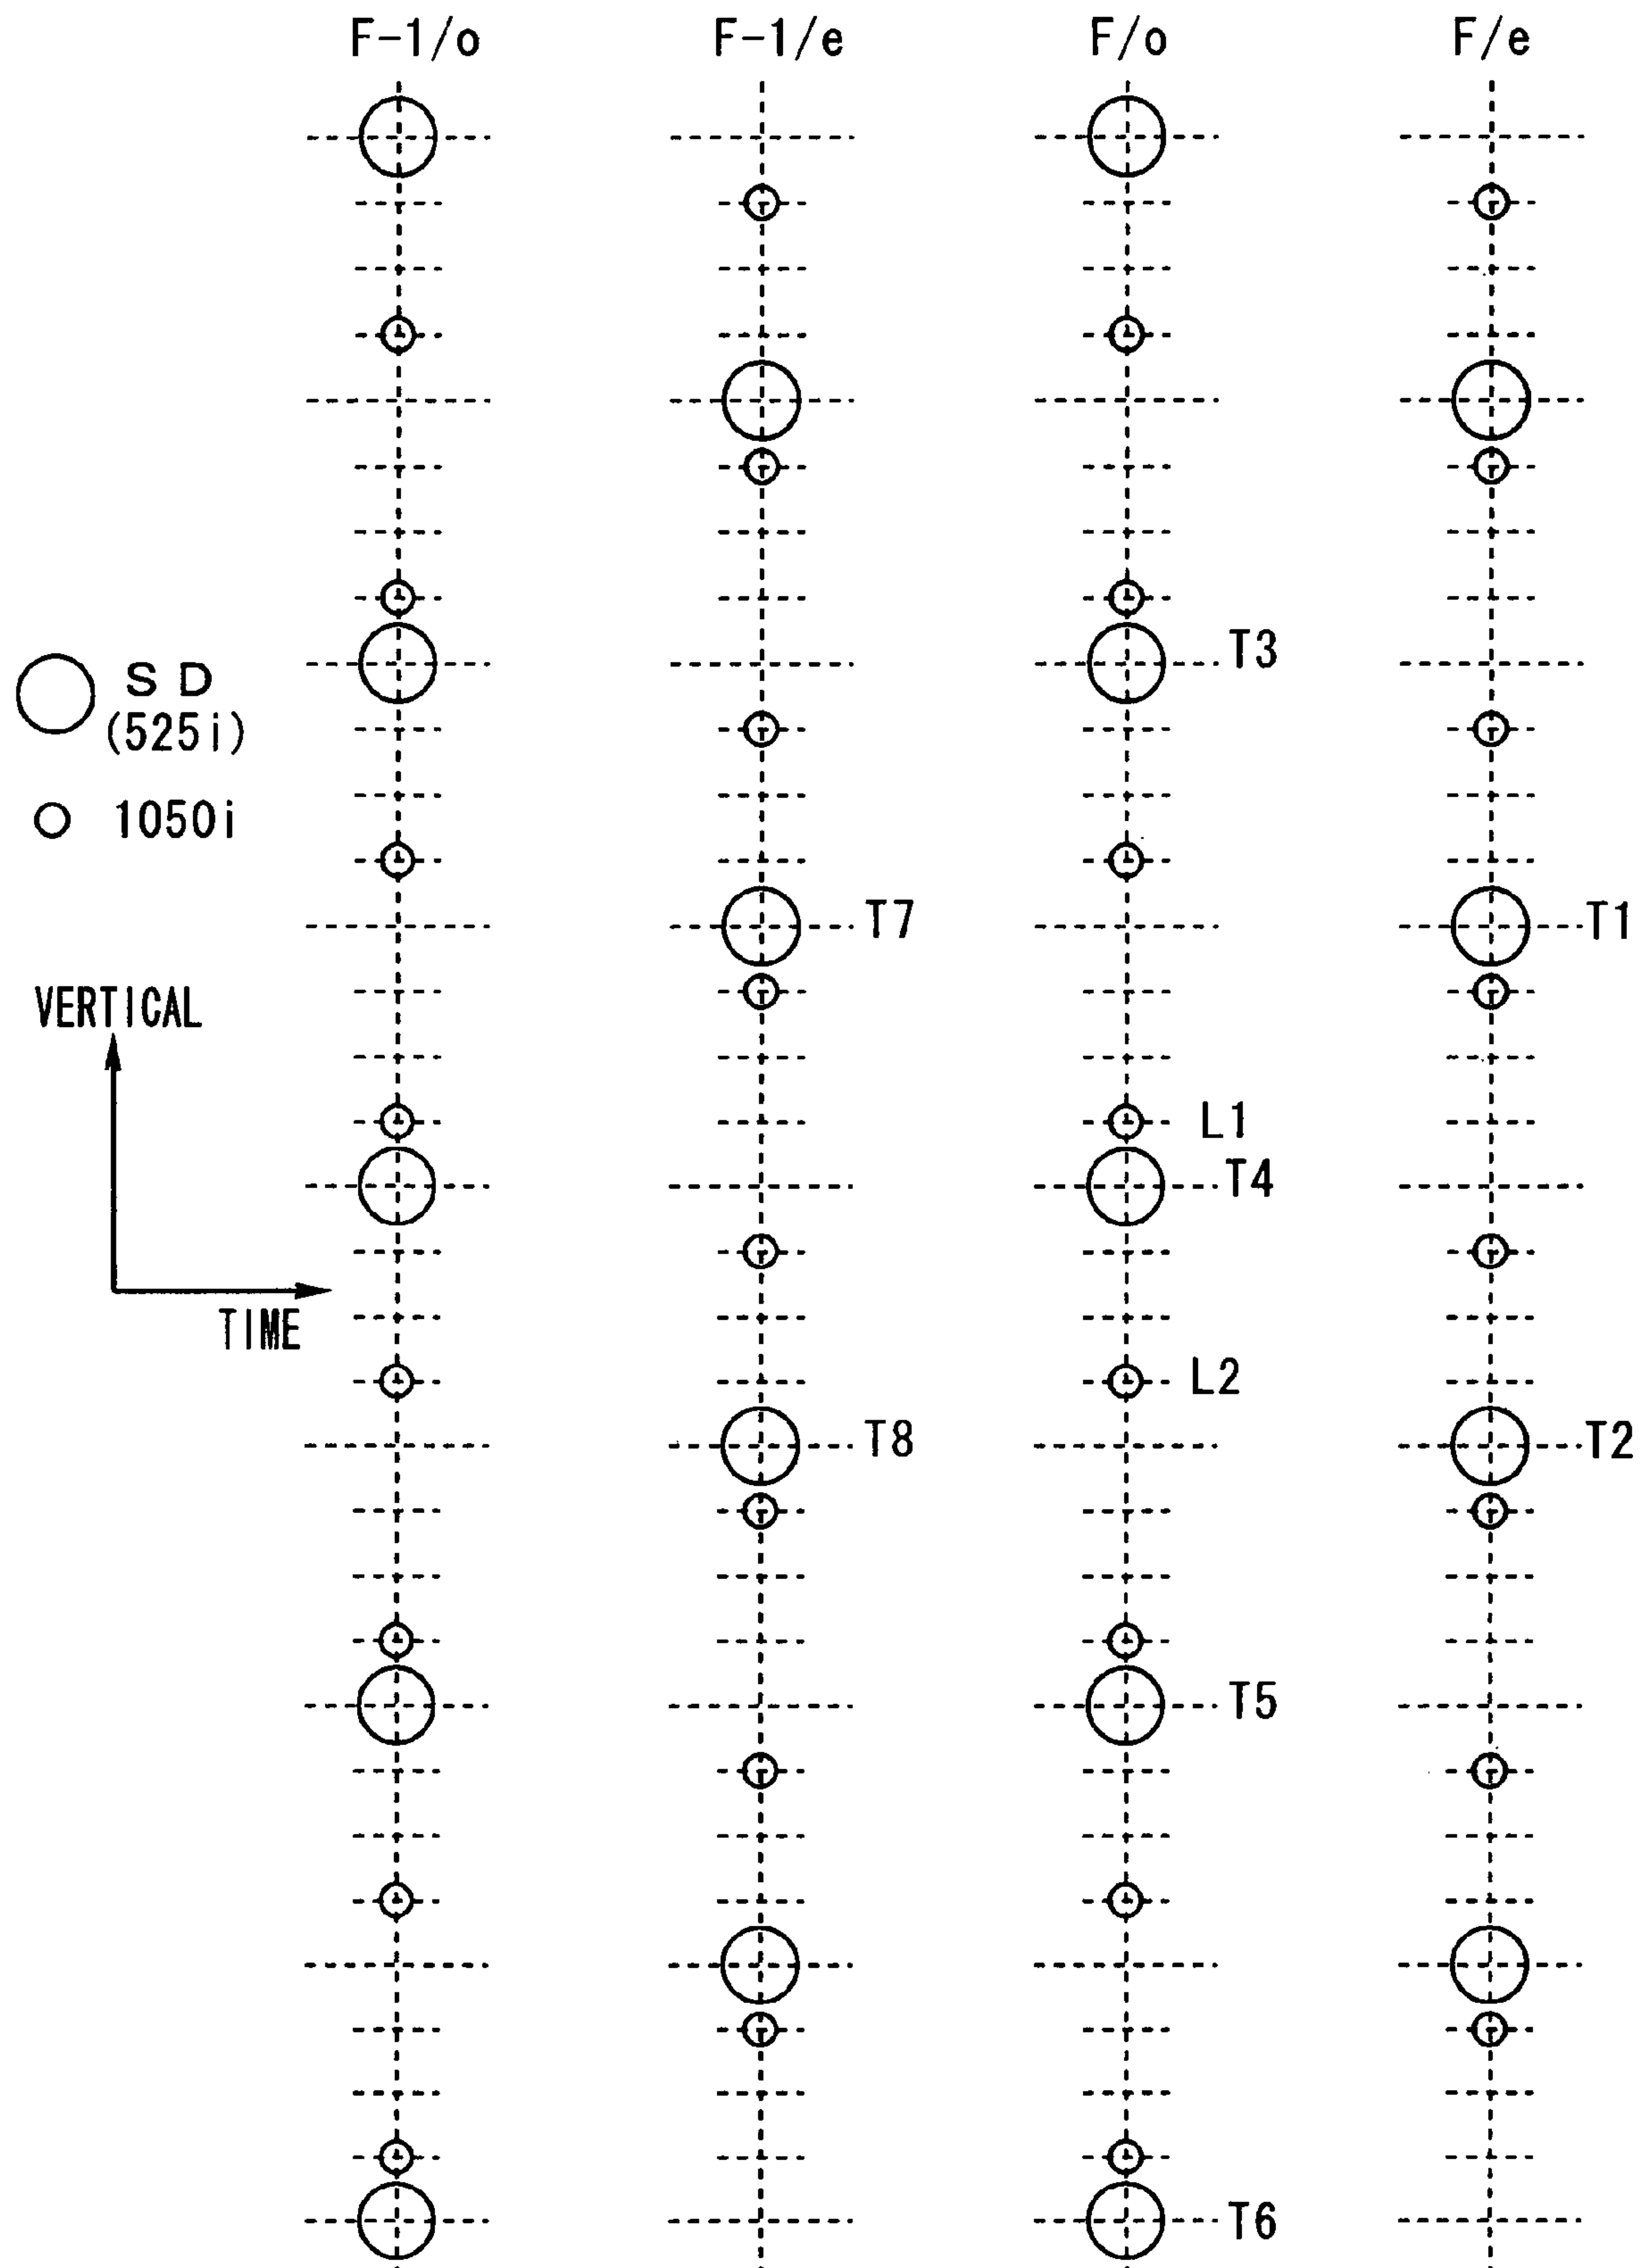 F-1/o F-1/e F/o F/e
T3
SD
(525i)
1050i
T7 T1
VERTICAL
L1
T4
TIME
L2
T8 T2
T5
T6